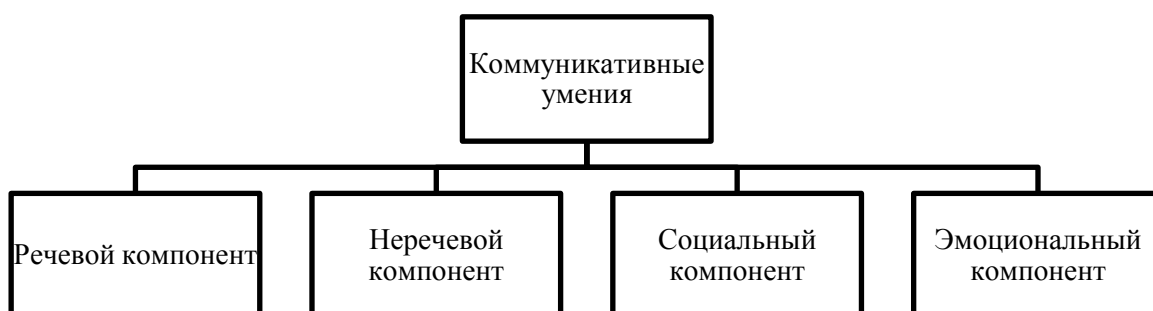 Коммуникативные
умения
Речевой компонент
Неречевой
компонент
Социальный
компонент
Эмоциональный
компонент